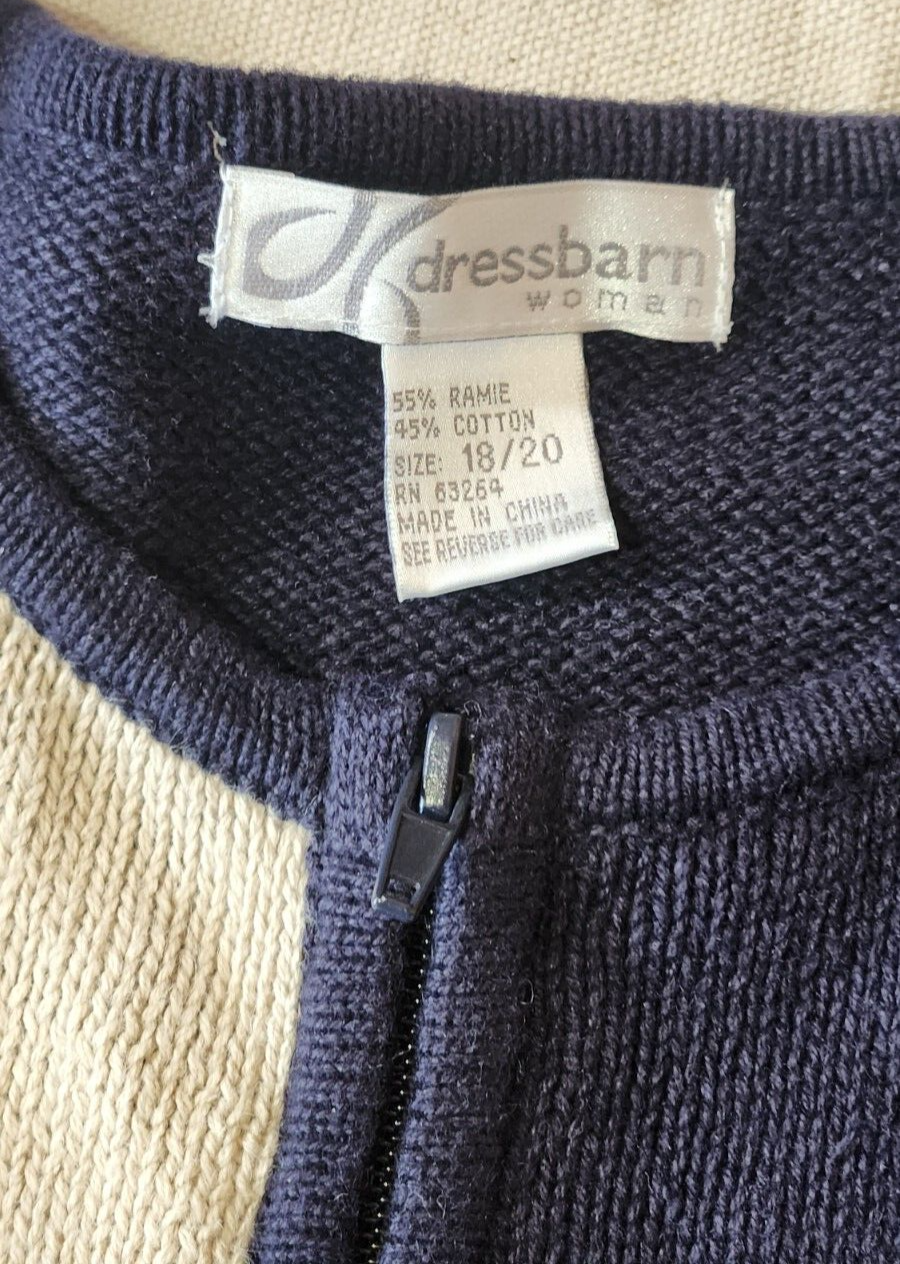 dressbarn
woman
55% RAMIE
45% COTTON
SIZE: 18/20
RN 63264
MADE IN CHINA
SEE REVERSE FOR CARE